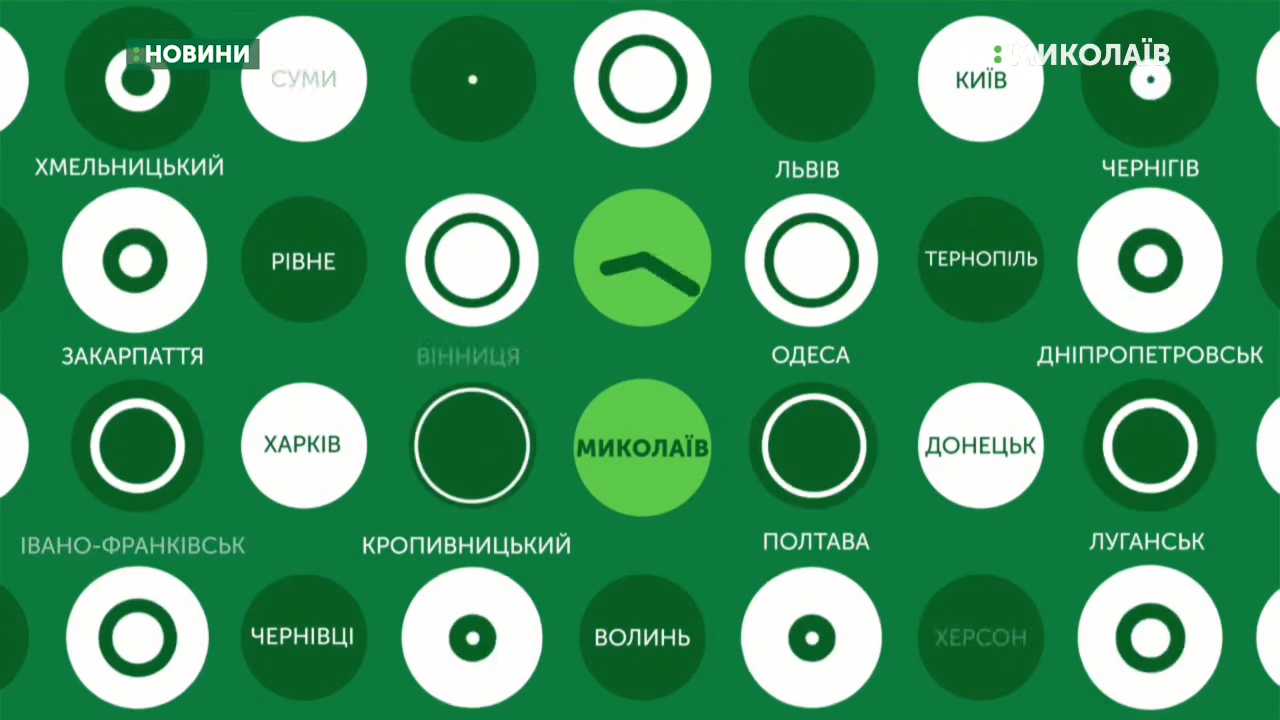 :НОВИНИ
:МИКОЛАЇВ
СУМИ
КИЇВ
ХМЕЛЬНИЦЬКИЙ
ЛЬВІВ
ЧЕРНІГІВ
РІВНЕ
ТЕРНОПІЛЬ
ЗАКАРПАТТЯ
ВІННИЦЯ
ОДЕСА
ДНІПРОПЕТРОВСЬК
ХАРКІВ
МИКОЛАЇВ
ДОНЕЦЬК
ІВАНО-ФРАНКІВСЬК
КРОПИВНИЦЬКИЙ
ПОЛТАВА
ЛУГАНСЬК
ЧЕРНІВЦІ
ВОЛИНЬ
ХЕРСОН